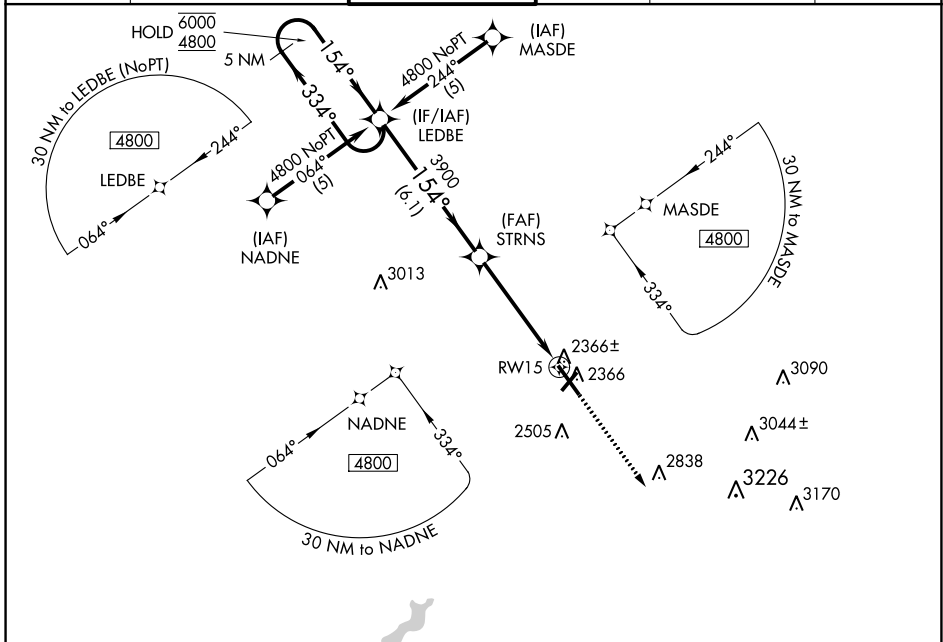 HOLD 6000
4800
5 NM
154°
334°
(IAF)
MASDE
4800 NoPT
244°
(5)
(IF/IAF)
LEDBE
30 NM to LEDBE (NoPT)
4800
LEDBE
244°
064°
4800 NoPT
064°
(5)
(IAF)
NADNE
3900
154°
(6.1)
(FAF)
STRNS
244°
MASDE
4800
30 NM to MASDE
334°
3013
2366±
RW15
2366
3090
NADNE
064°
334°
4800
30 NM to NADNE
2505
3044±
2838
3226
3170